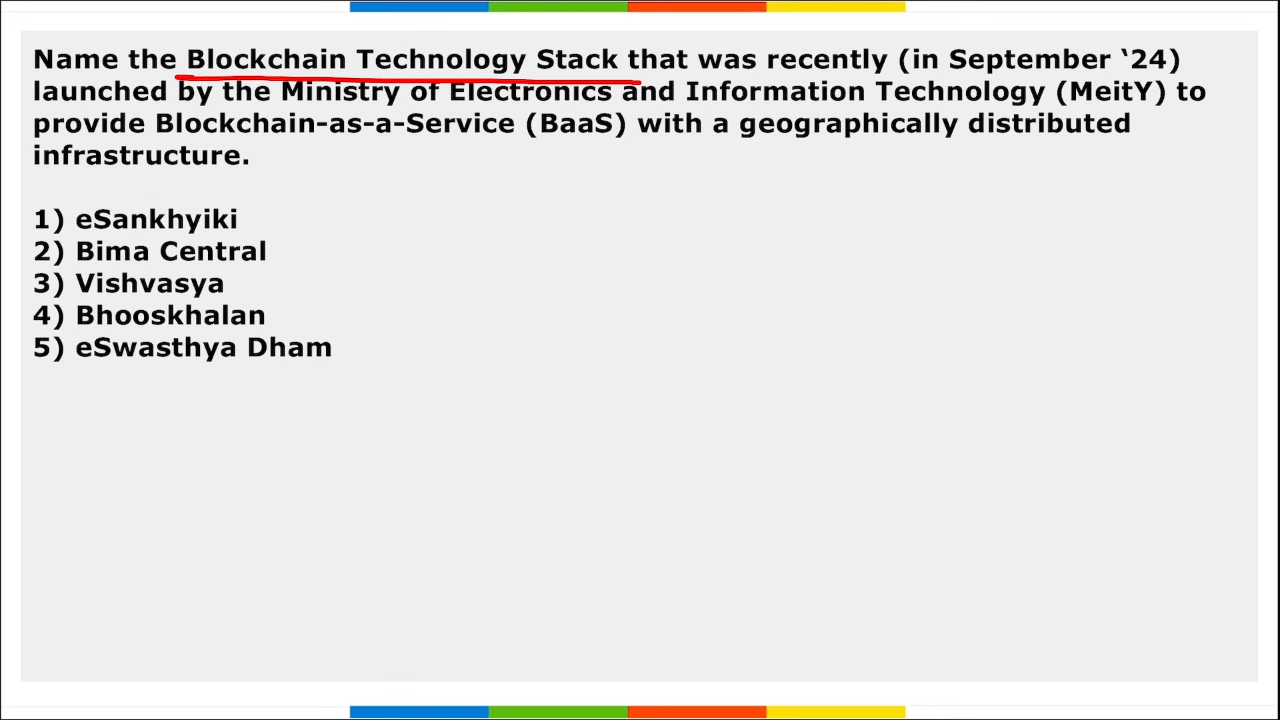 Name the Blockchain Technology Stack that was recently (in September ‘24)
launched by the Ministry of Electronics and Information Technology (MeitY) to
provide Blockchain-as-a-Service (BaaS) with a geographically distributed
infrastructure.
1) eSankhyiki
2) Bima Central
3) Vishvasya
4) Bhooskhalan
5) eSwasthya Dham